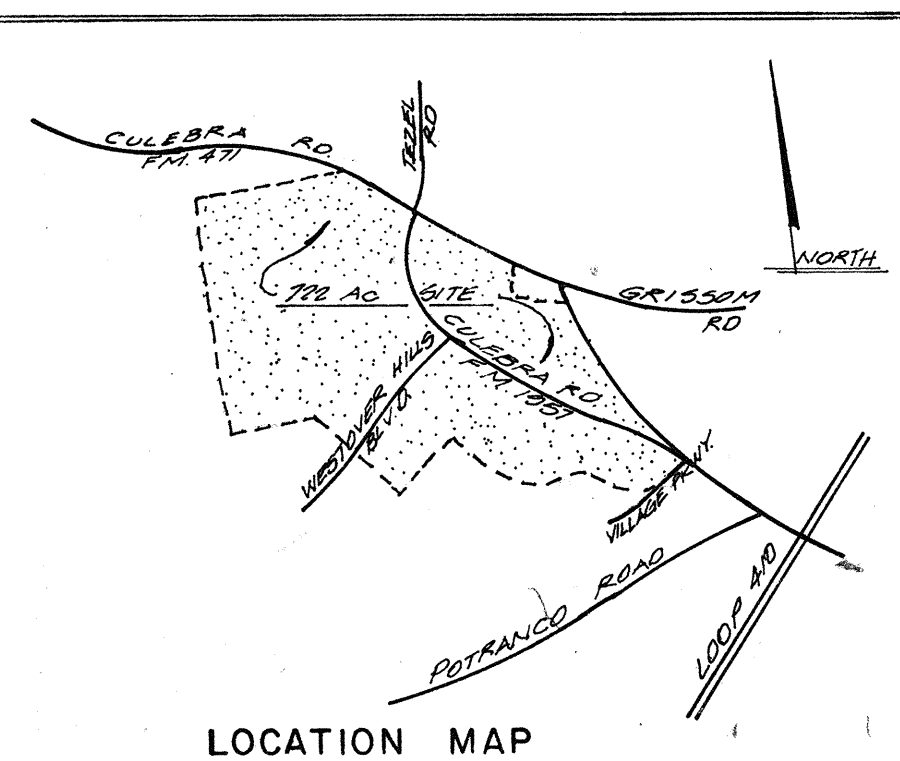 TEZEL
RD
CULEBRA RD.
F.M. 471
NORTH
722 AC SITE
GRISSOM
RD
CULEBRA RD.
F.M. 1957
WESTOVER HILLS
BLVD.
VILLAGE PKWY.
POTRANCO ROAD
LOOP 410
LOCATION MAP